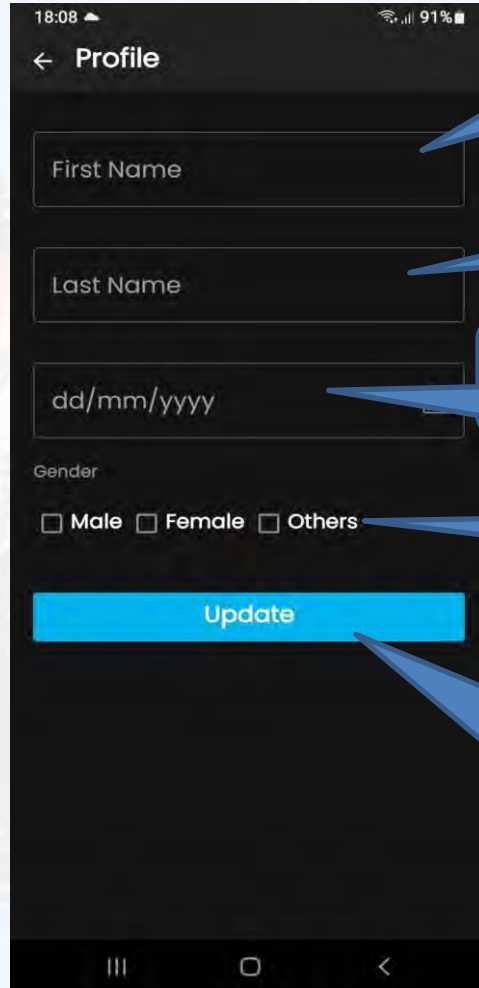 18:08 91%
Profile
First Name
Last Name
dd/mm/yyyy
Gender
Male Female Others
Update